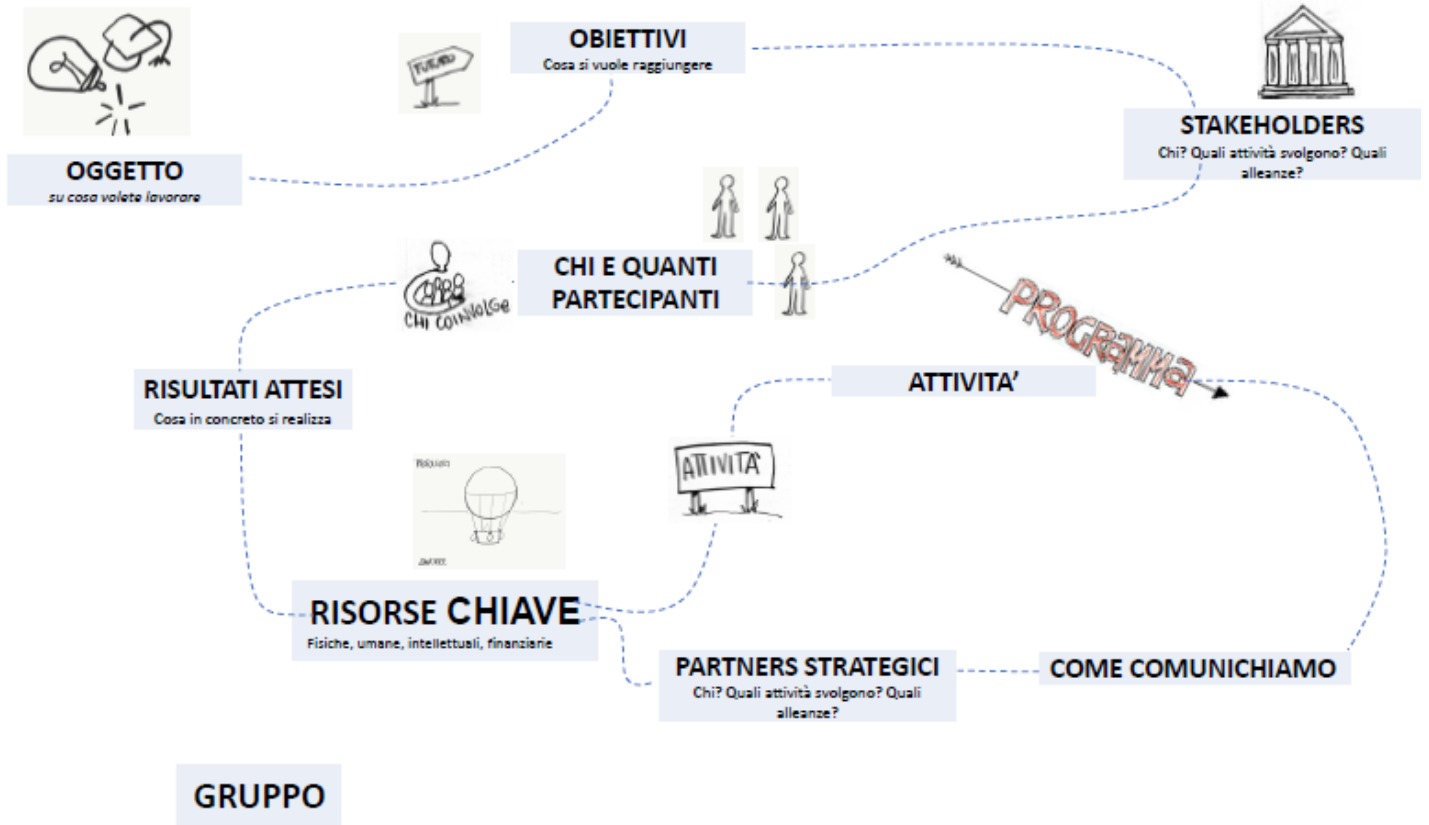 OBIETTIVI
Cosa si vuole raggiungere
FUTURO
STAKEHOLDERS
Chi? Quali attività svolgono? Quali
alleanze?
OGGETTO
su cosa volete lavorare
CHI E QUANTI
PARTECIPANTI
CHI COINVOLGE
PROGRAMMA
RISULTATI ATTESI
Cosa in concreto si realizza
ATTIVITA’
ATTIVITÀ
RISORSE CHIAVE
Fisiche, umane, intellettuali, finanziarie
PARTNERS STRATEGICI
Chi? Quali attività svolgono? Quali
alleanze?
COME COMUNICHIAMO
GRUPPO